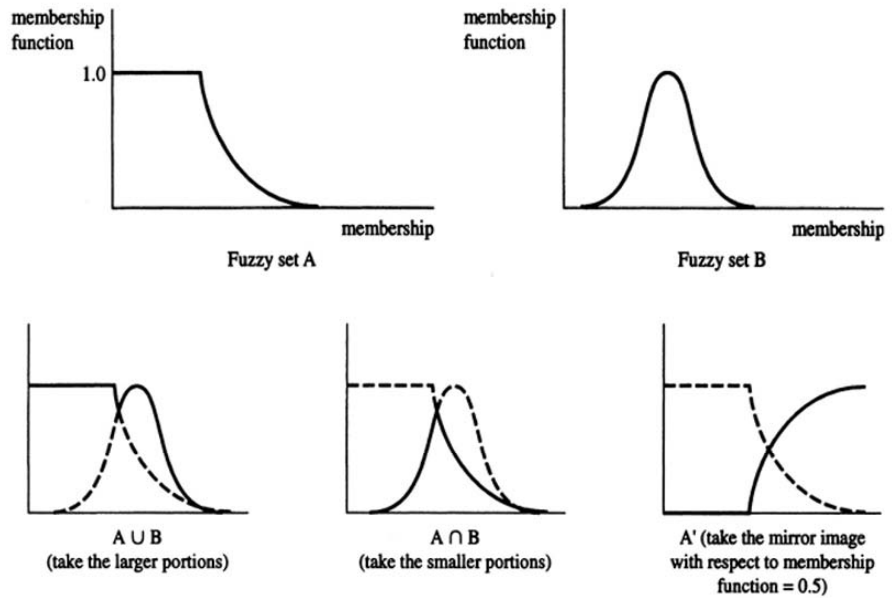 membership
function
1.0
membership
Fuzzy set A
membership
function
membership
Fuzzy set B
A ∪ B
(take the larger portions)
A ∩ B
(take the smaller portions)
A' (take the mirror image
with respect to membership
function = 0.5)